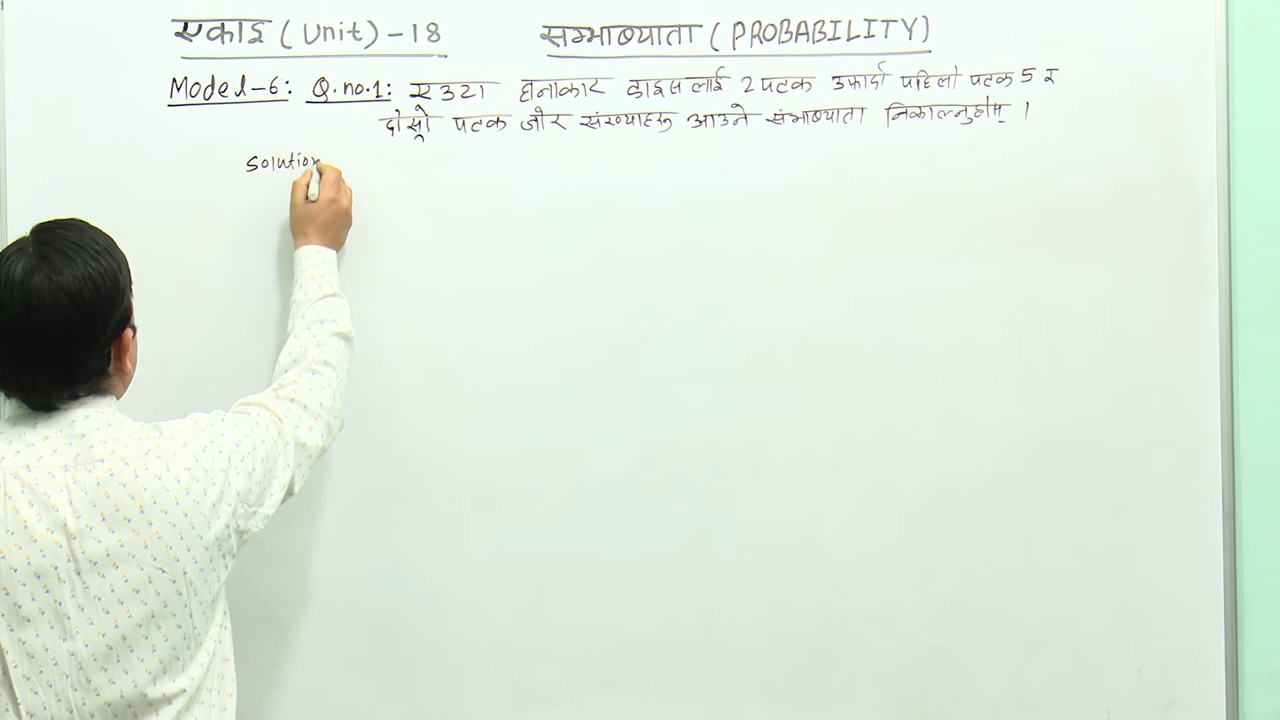 एकाइ (Unit) -18 सम्भाब्यता (PROBABILITY)
Model-6: Q.no.1: एउटा घनाकार डाइसलाई 2 पटक उफार्दा पहिलो पटक 5 र
दोस्रो पटक जोर संख्याहरू आउने संभाब्यता निकाल्नुहोस् ।
Solution